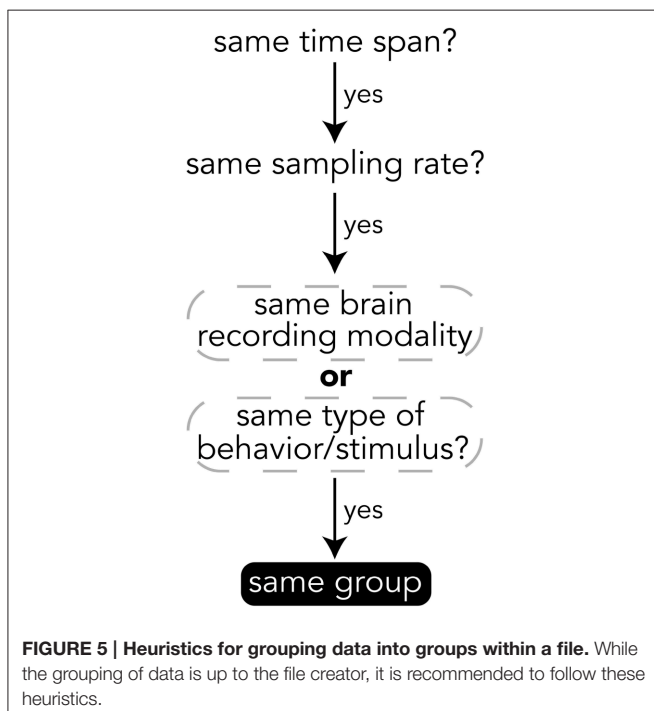 same time span?
yes
same sampling rate?
yes
same brain
recording modality
or
same type of
behavior/stimulus?
yes
same group
FIGURE 5 | Heuristics for grouping data into groups within a file. While
the grouping of data is up to the file creator, it is recommended to follow these
heuristics.